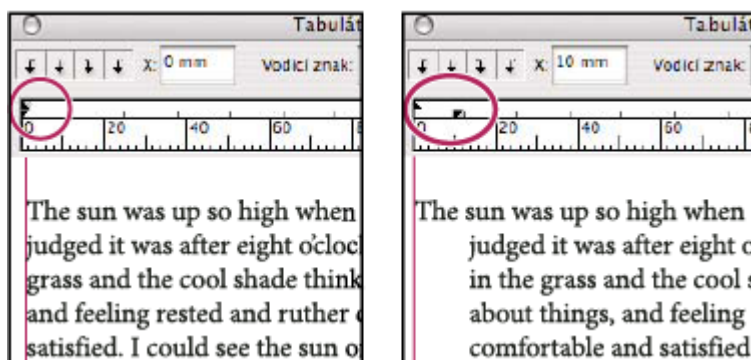 Tabulát
X: 0 mm Vodicí znak:
0 20 40 60 8
The sun was up so high when
judged it was after eight o'cloc
grass and the cool shade think
and feeling rested and ruther
satisfied. I could see the sun o
Tabulát
X: 10 mm Vodicí znak:
0 20 40 60 8
The sun was up so high when
judged it was after eight o
in the grass and the cool s
about things, and feeling
comfortable and satisfied